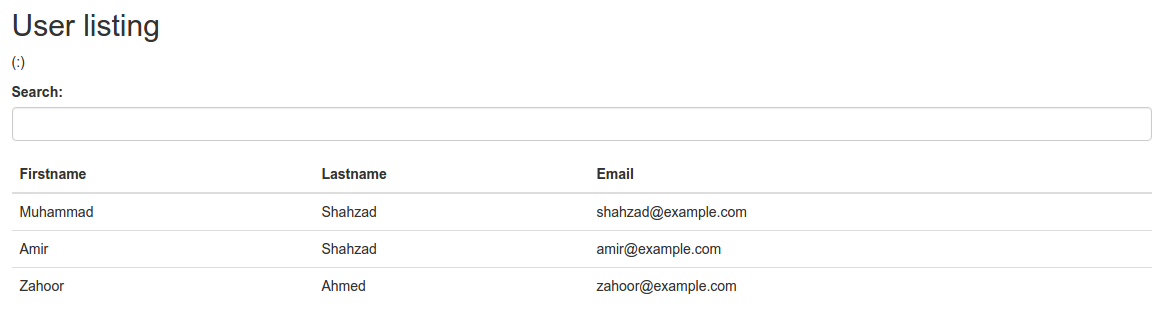 User listing
(:)
Search:
Firstname Lastname Email
Muhammad Shahzad shahzad@example.com
Amir Shahzad amir@example.com
Zahoor Ahmed zahoor@example.com